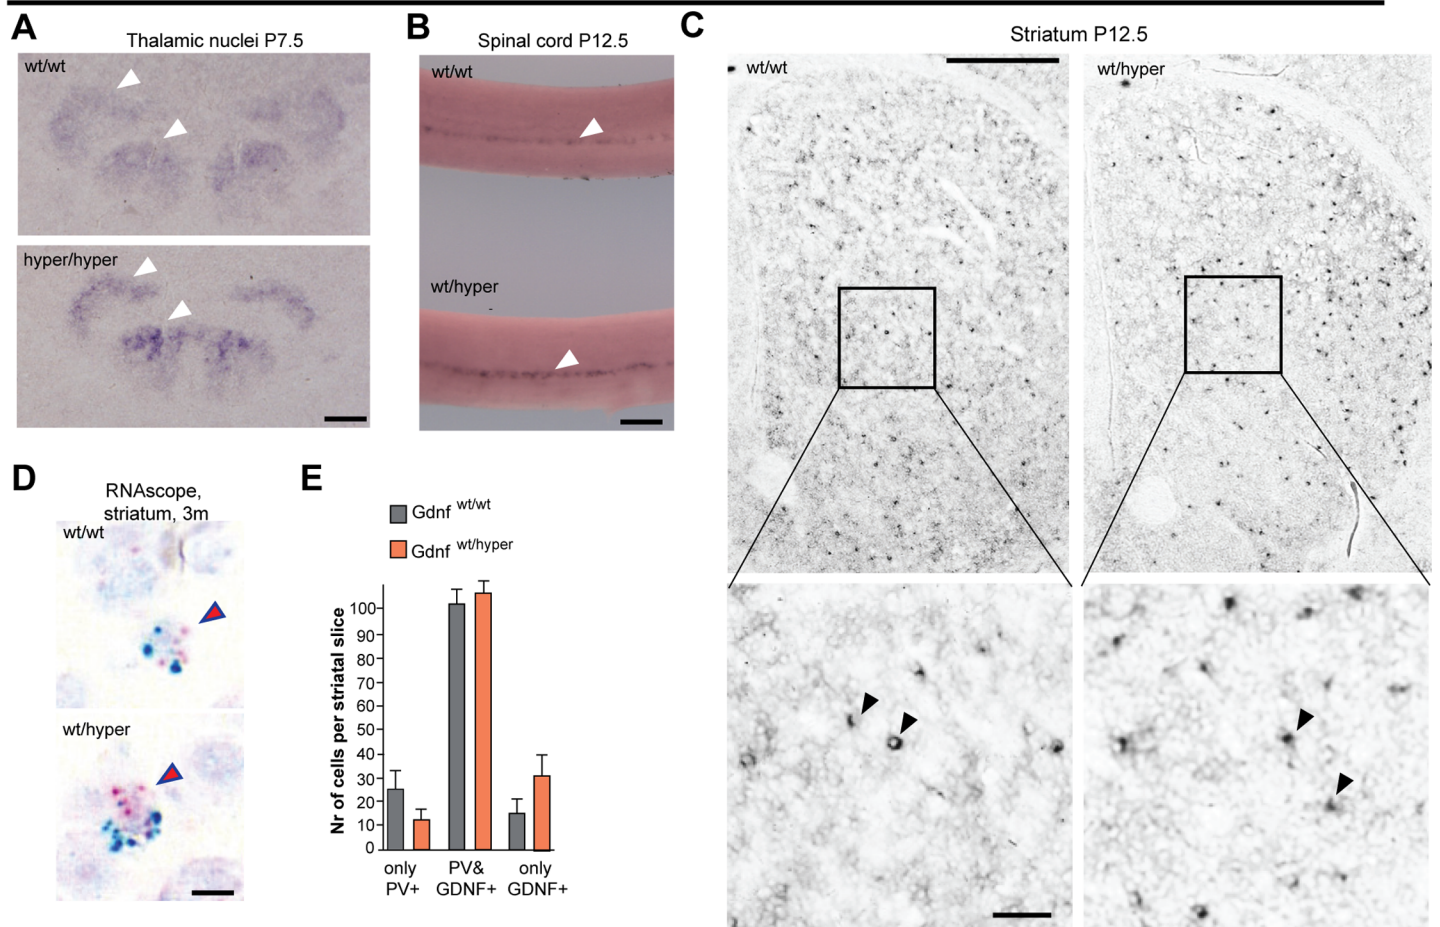 A
Thalamic nuclei P7.5
wt/wt
hyper/hyper
B
Spinal cord P12.5
wt/wt
wt/hyper
C
Striatum P12.5
wt/wt
wt/hyper
D
RNAscope,
striatum, 3m
wt/wt
wt/hyper
E
Gdnf wt/wt
Gdnf wt/hyper
Nr of cells per striatal slice
100
90
80
70
60
50
40
30
20
10
0
only
PV+
PV&
GDNF+
only
GDNF+